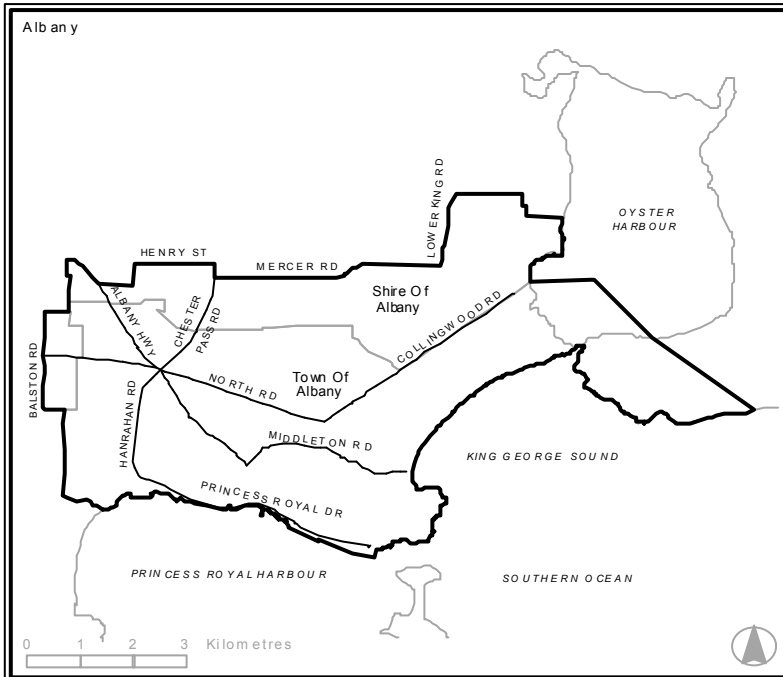 Albany
OYSTER
HARBOUR
LOWER KING RD
HENRY ST
MERCER RD
Shire Of
Albany
ALBANY HWY
CHESTER
PASS RD
COLLINGWOOD RD
BALSTON RD
NORTH RD
Town Of
Albany
HANRAHAN RD
MIDDLETON RD
KING GEORGE SOUND
PRINCESS ROYAL DR
PRINCESS ROYAL HARBOUR
SOUTHERN OCEAN
0 1 2 3 Kilometres